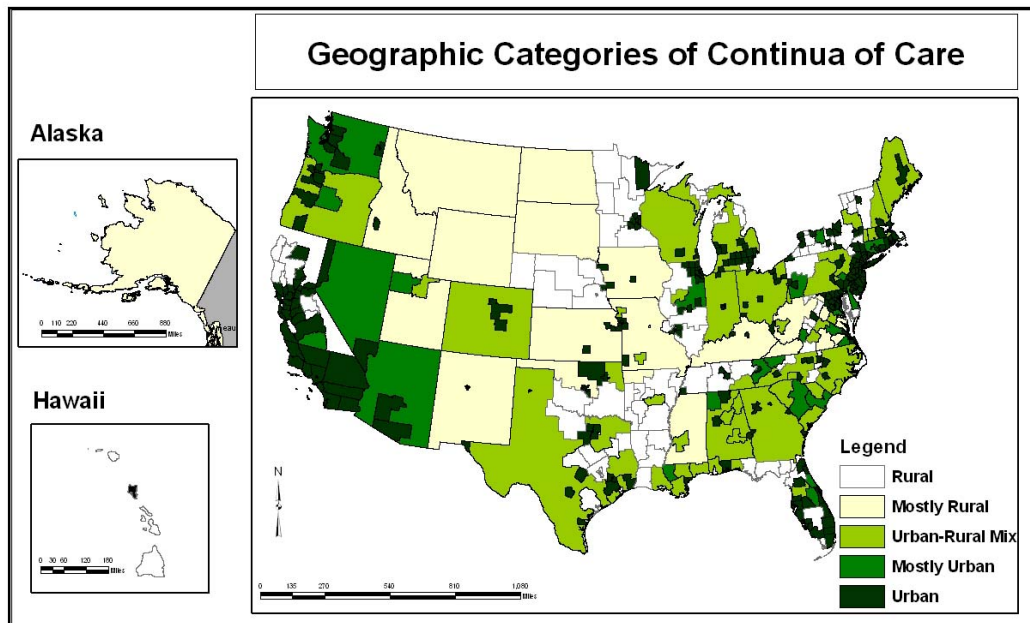 Geographic Categories of Continua of Care
Alaska
0 110 220 440 660 880
Miles
eau
Hawaii
0 30 60 120 180
Miles
N
0 135 270 540 810 1,080
Miles
Legend
Rural
Mostly Rural
Urban-Rural Mix
Mostly Urban
Urban